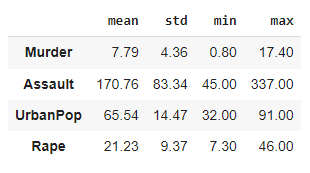 mean std min max
Murder 7.79 4.36 0.80 17.40
Assault 170.76 83.34 45.00 337.00
UrbanPop 65.54 14.47 32.00 91.00
Rape 21.23 9.37 7.30 46.00